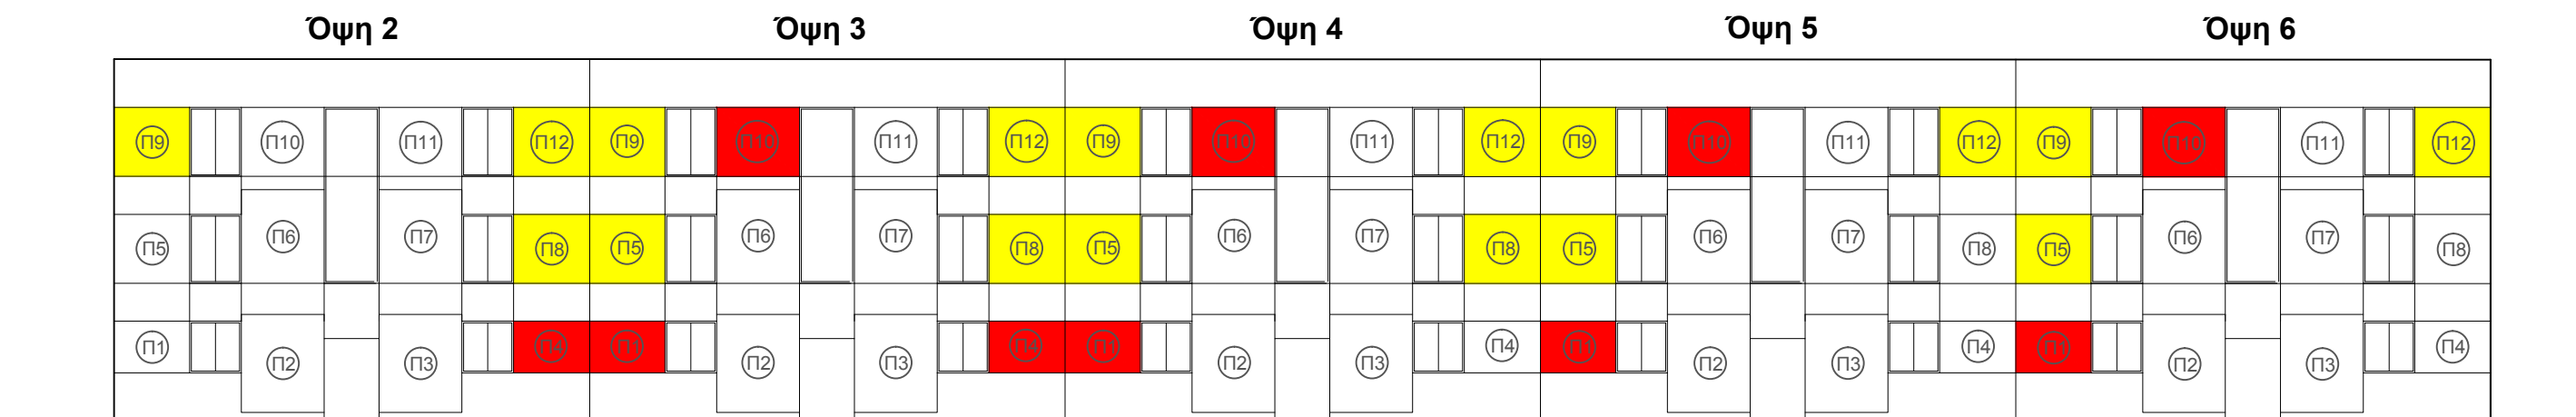 Όψη 2 Όψη 3 Όψη 4 Όψη 5 Όψη 6
Π9 Π10 Π11 Π12 Π9 Π10 Π11 Π12 Π9 Π10 Π11 Π12 Π9 Π10 Π11 Π12 Π9 Π10 Π11 Π12
Π5 Π6 Π7 Π8 Π5 Π6 Π7 Π8 Π5 Π6 Π7 Π8 Π5 Π6 Π7 Π8 Π5 Π6 Π7 Π8
Π1 Π2 Π3 Π4 Π1 Π2 Π3 Π4 Π1 Π2 Π3 Π4 Π1 Π2 Π3 Π4 Π1 Π2 Π3 Π4